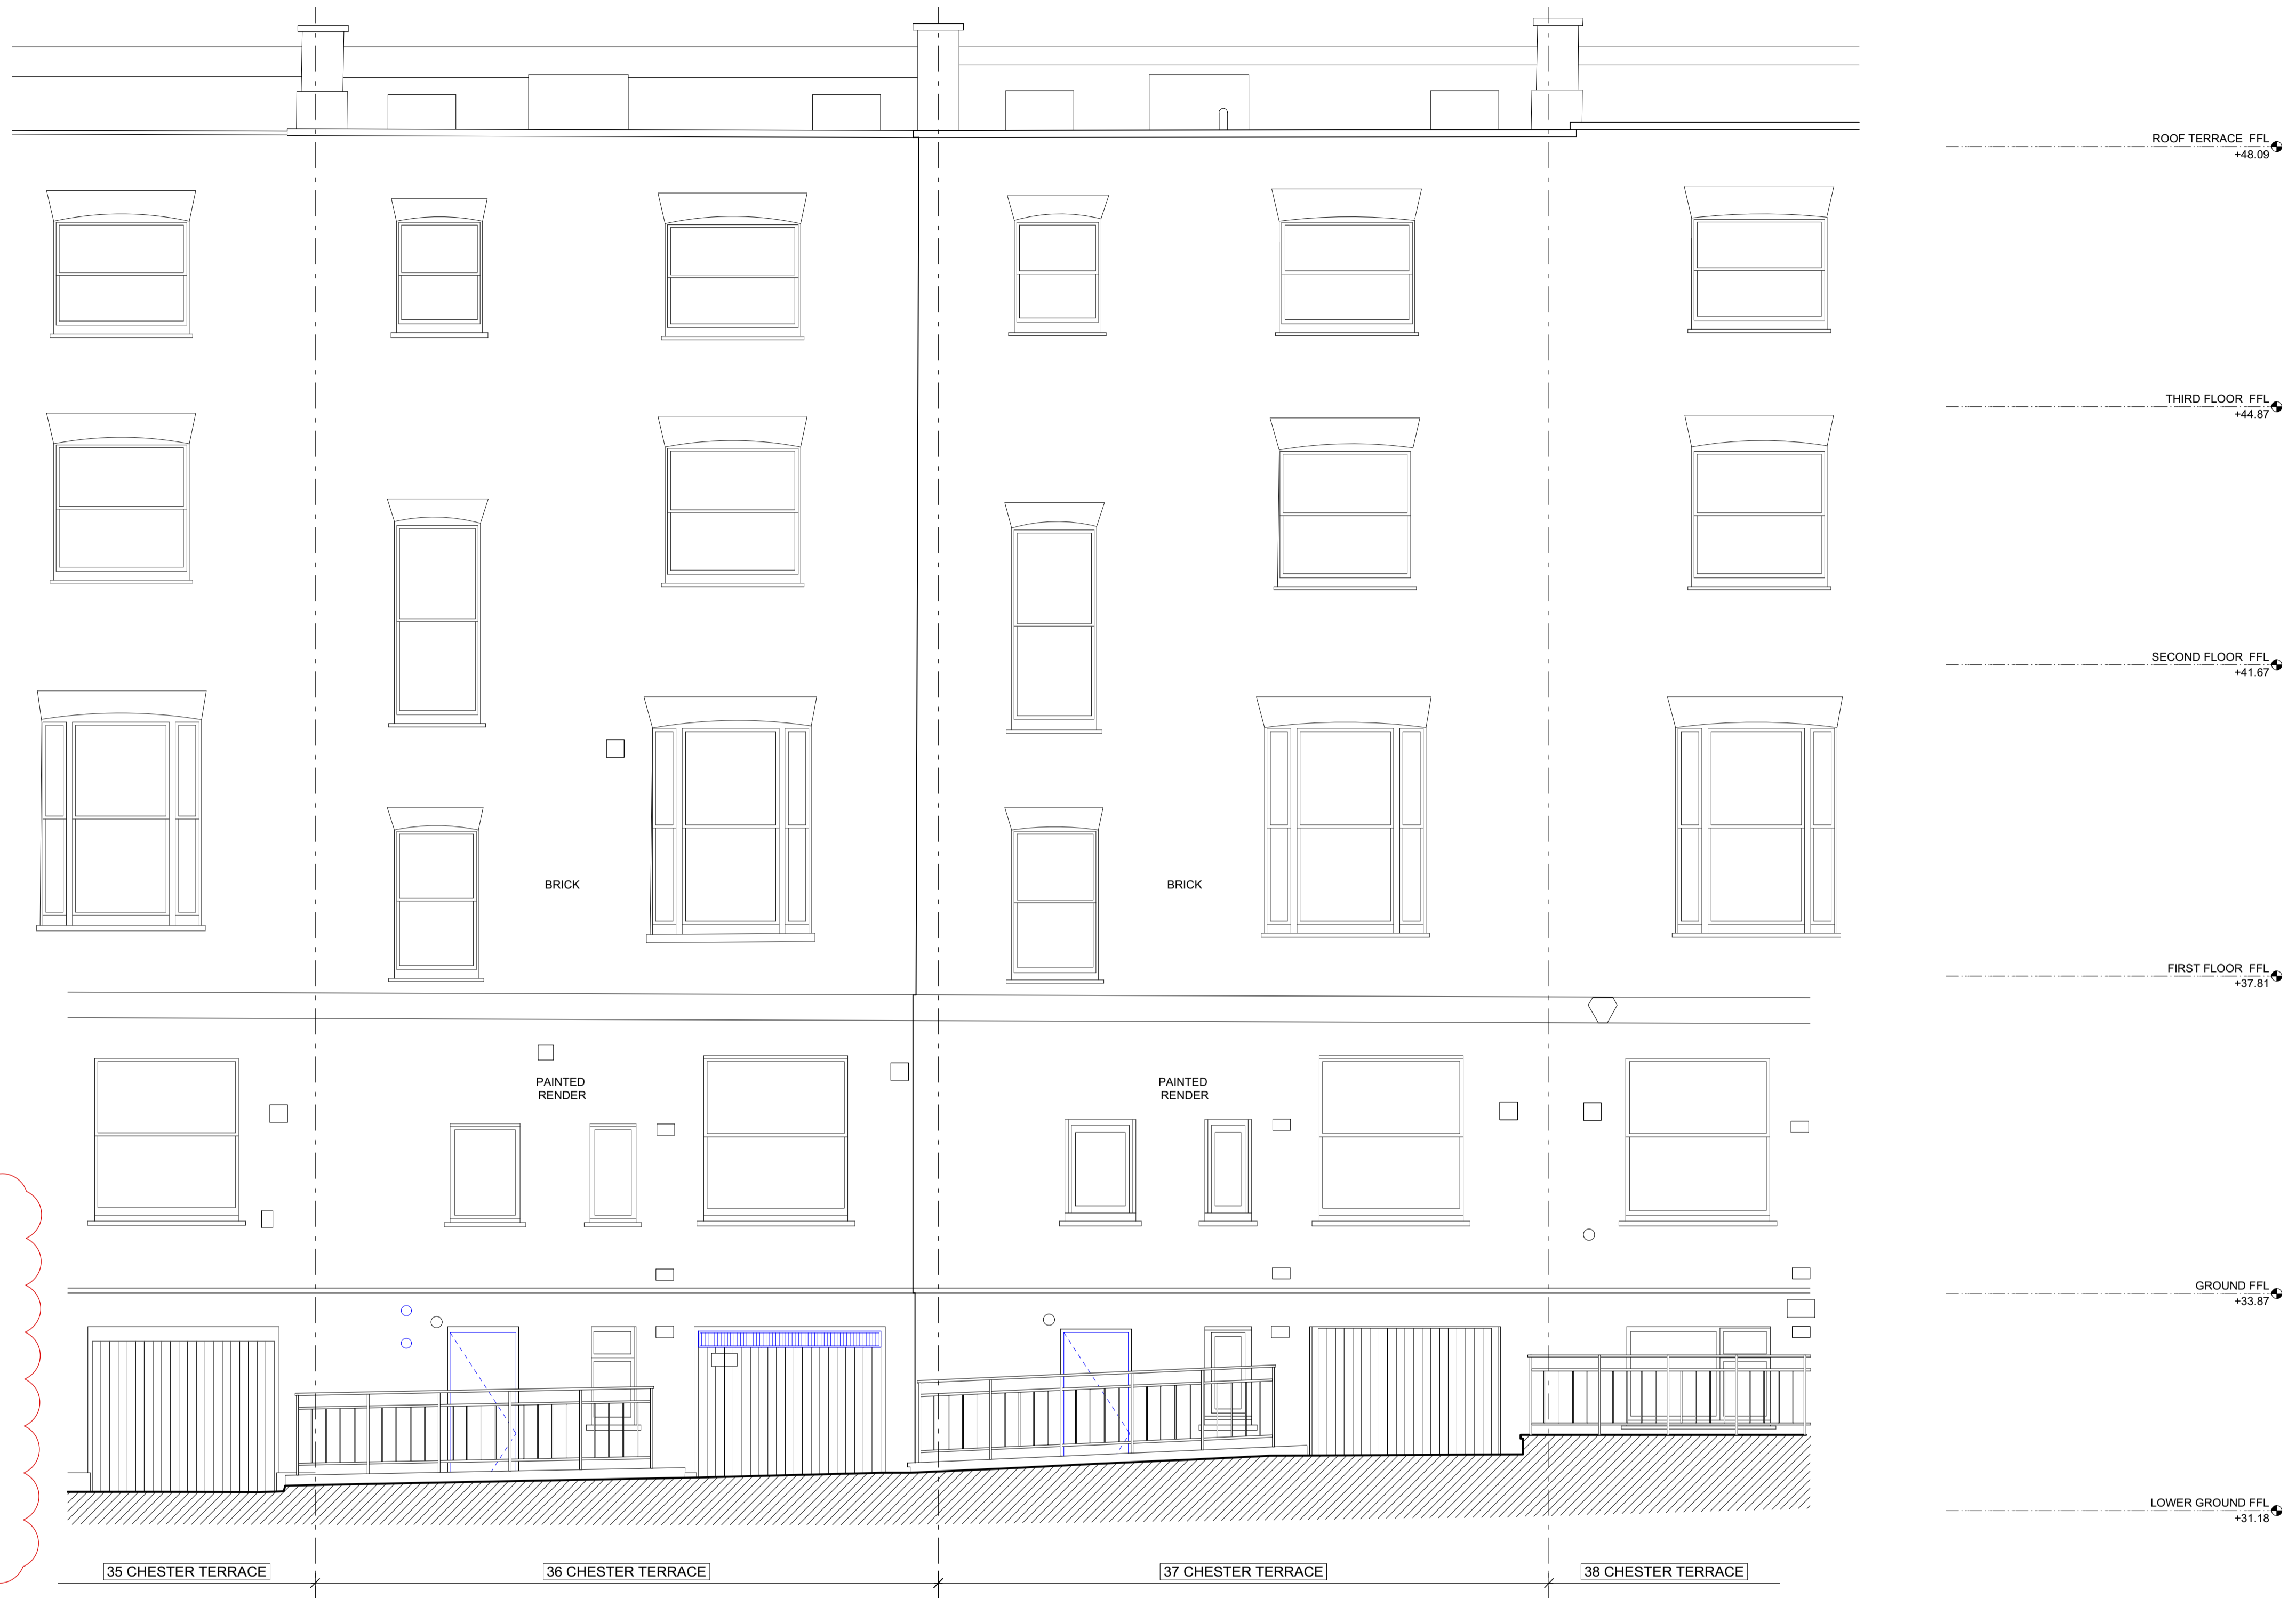 ROOF TERRACE FFL
+48.09
THIRD FLOOR FFL
+44.87
SECOND FLOOR FFL
+41.67
BRICK
BRICK
FIRST FLOOR FFL
+37.81
PAINTED
RENDER
PAINTED
RENDER
GROUND FFL
+33.87
LOWER GROUND FFL
+31.18
35 CHESTER TERRACE
36 CHESTER TERRACE
37 CHESTER TERRACE
38 CHESTER TERRACE